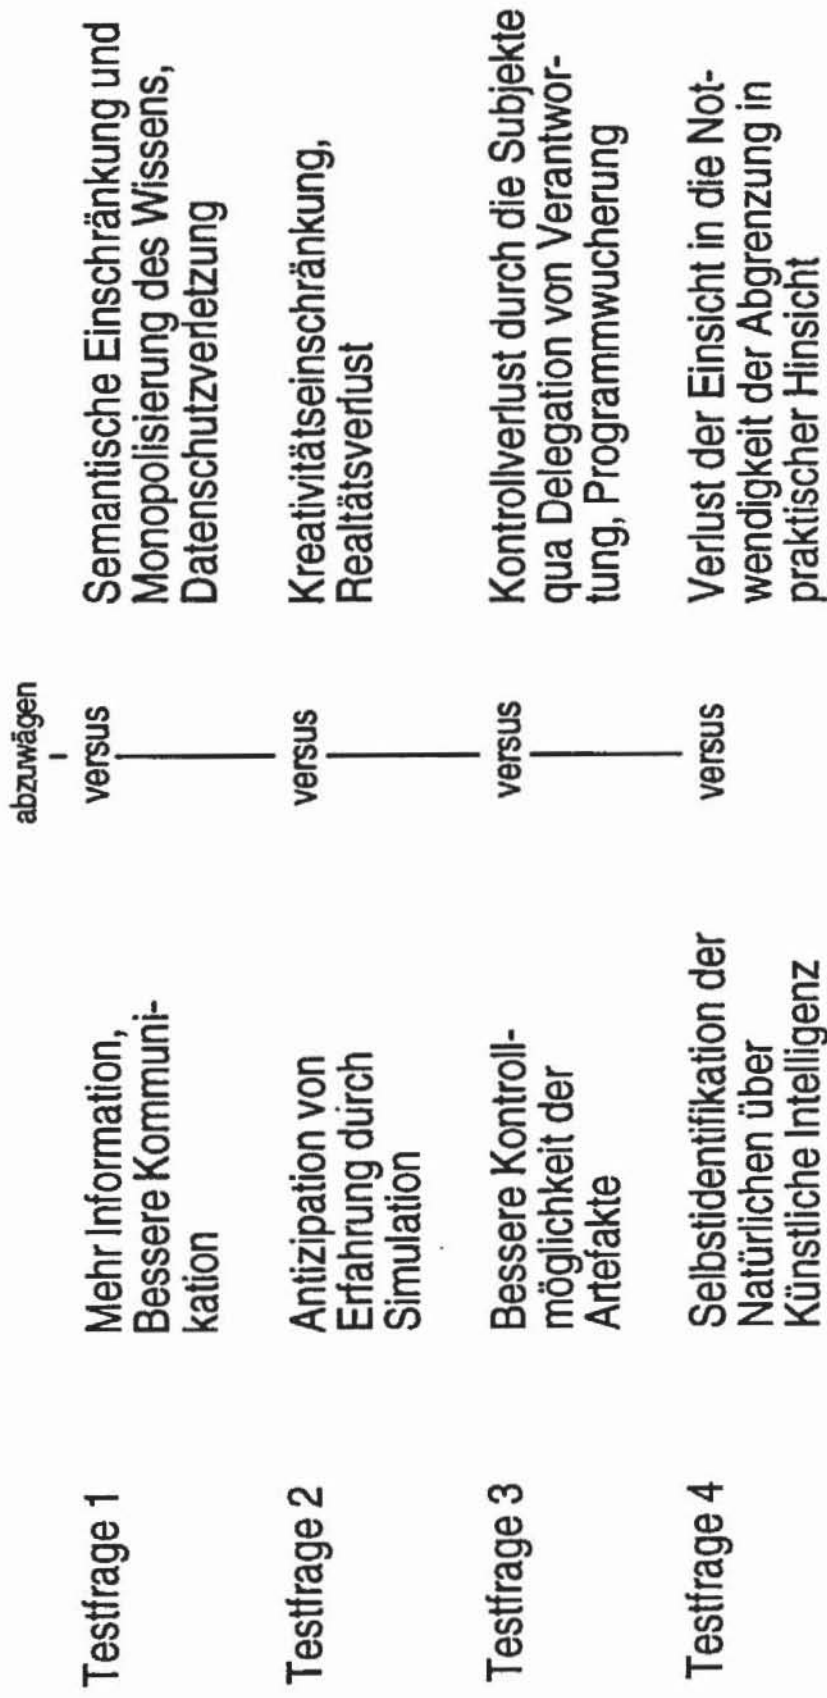 abzuwägen
Testfrage 1
Mehr Information,
Bessere Kommuni-
kation
versus
Semantische Einschränkung und
Monopolisierung des Wissens,
Datenschutzverletzung
Testfrage 2
Antizipation von
Erfahrung durch
Simulation
versus
Kreativitätseinschränkung,
Realtätsverlust
Testfrage 3
Bessere Kontroll-
möglichkeit der
Artefakte
versus
Kontrollverlust durch die Subjekte
qua Delegation von Verantwor-
tung, Programmwucherung
Testfrage 4
Selbstidentifikation der
Natürlichen über
Künstliche Intelligenz
versus
Verlust der Einsicht in die Not-
wendigkeit der Abgrenzung in
praktischer Hinsicht